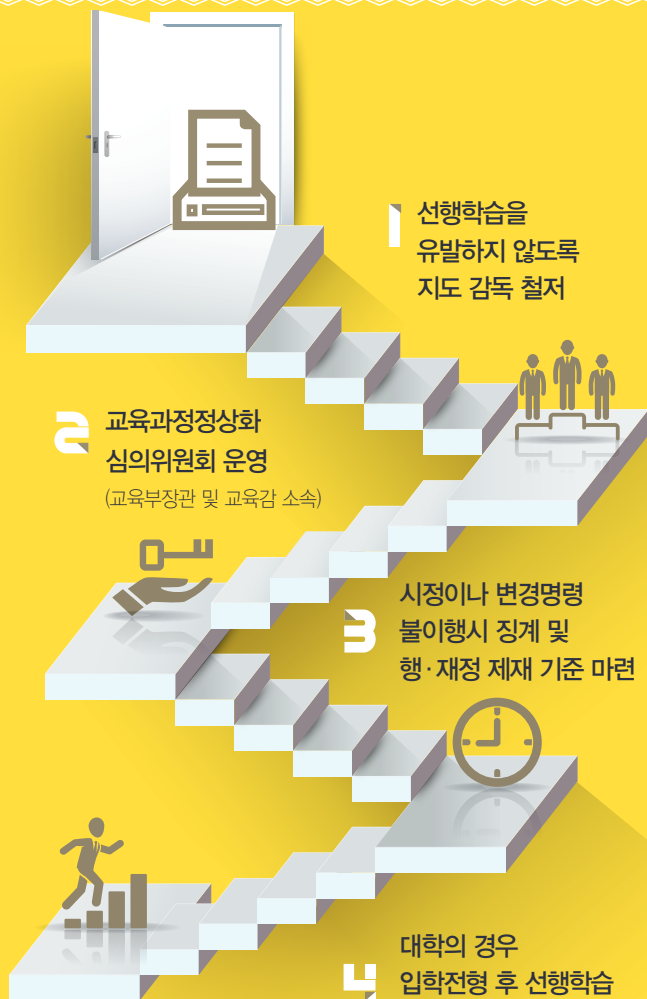 1
선행학습을
유발하지 않도록
지도 감독 철저
2
교육과정정상화
심의위원회 운영
(교육부장관 및 교육감 소속)
3
시정이나 변경명령
불이행시 징계 및
행·재정 제재 기준 마련
4
대학의 경우
입학전형 후 선행학습